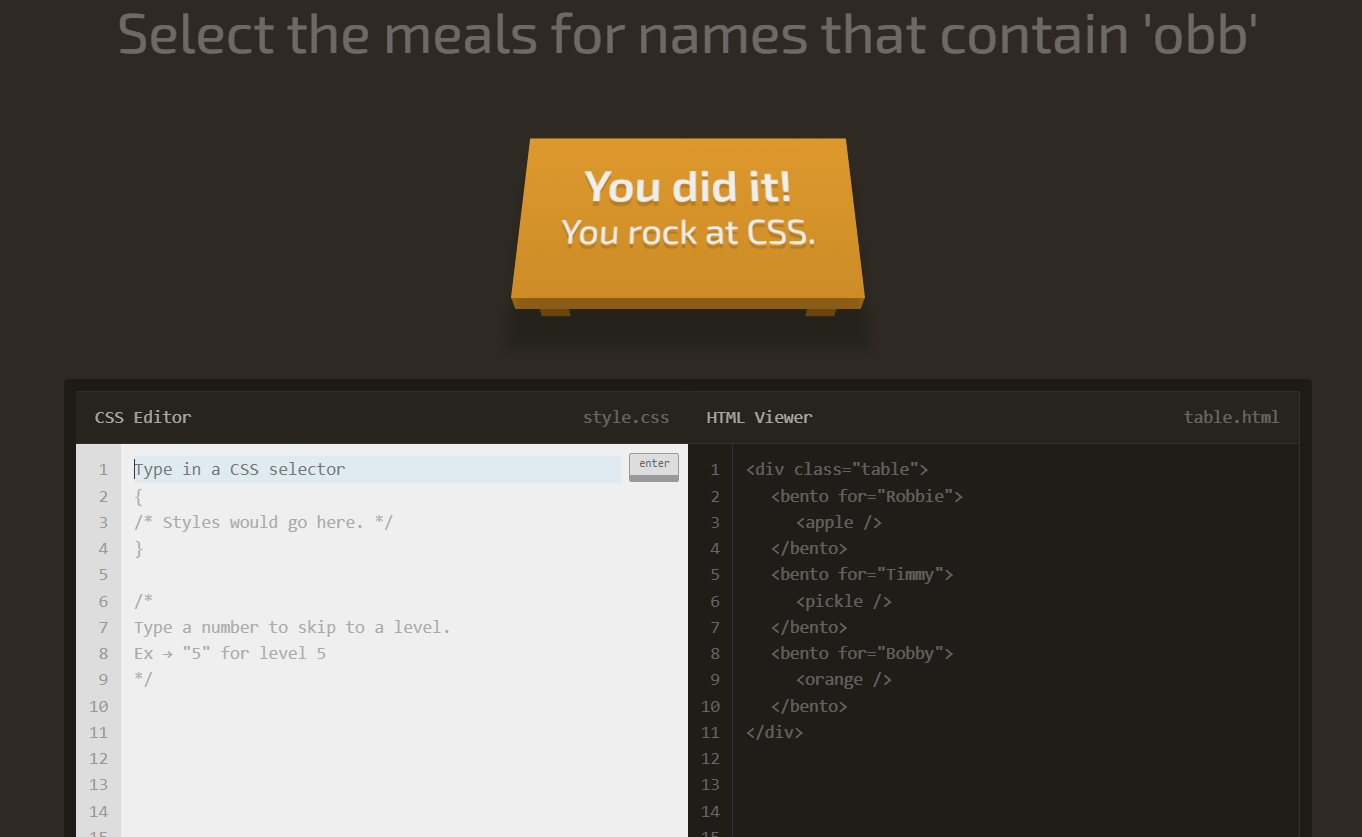 Select the meals for names that contain 'obb'
You did it!
You rock at CSS.
CSS Editor
style.css
1 Type in a CSS selector
enter
2 {
3 /* Styles would go here. */
4 }
5
6 /*
7 Type a number to skip to a level.
8 Ex → "5" for level 5
9 */
10
11
12
13
14
15
HTML Viewer
table.html
1 <div class="table">
2 <bento for="Robbie">
3 <apple />
4 </bento>
5 <bento for="Timmy">
6 <pickle />
7 </bento>
8 <bento for="Bobby">
9 <orange />
10 </bento>
11 </div>
12
13
14
15